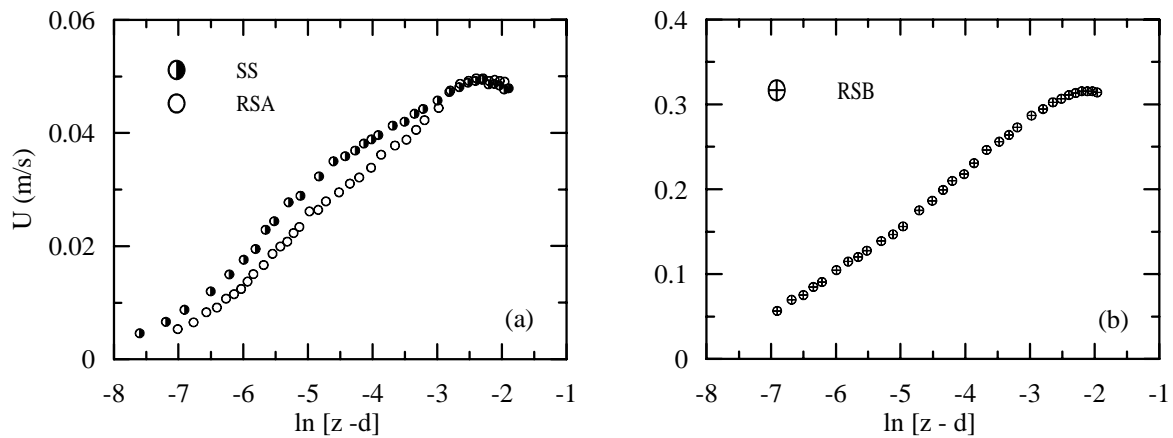 0.06
0.04
0.02
0
U (m/s)
SS
RSA
(a)
-8 -7 -6 -5 -4 -3 -2 -1
ln [z -d]
0.4
0.3
0.2
0.1
0
RSB
(b)
-8 -7 -6 -5 -4 -3 -2 -1
ln [z - d]